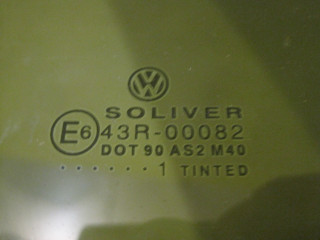 SOLIVER
E6 43R-00082
DOT 90 AS2 M40
. . . . . . 1 TINTED